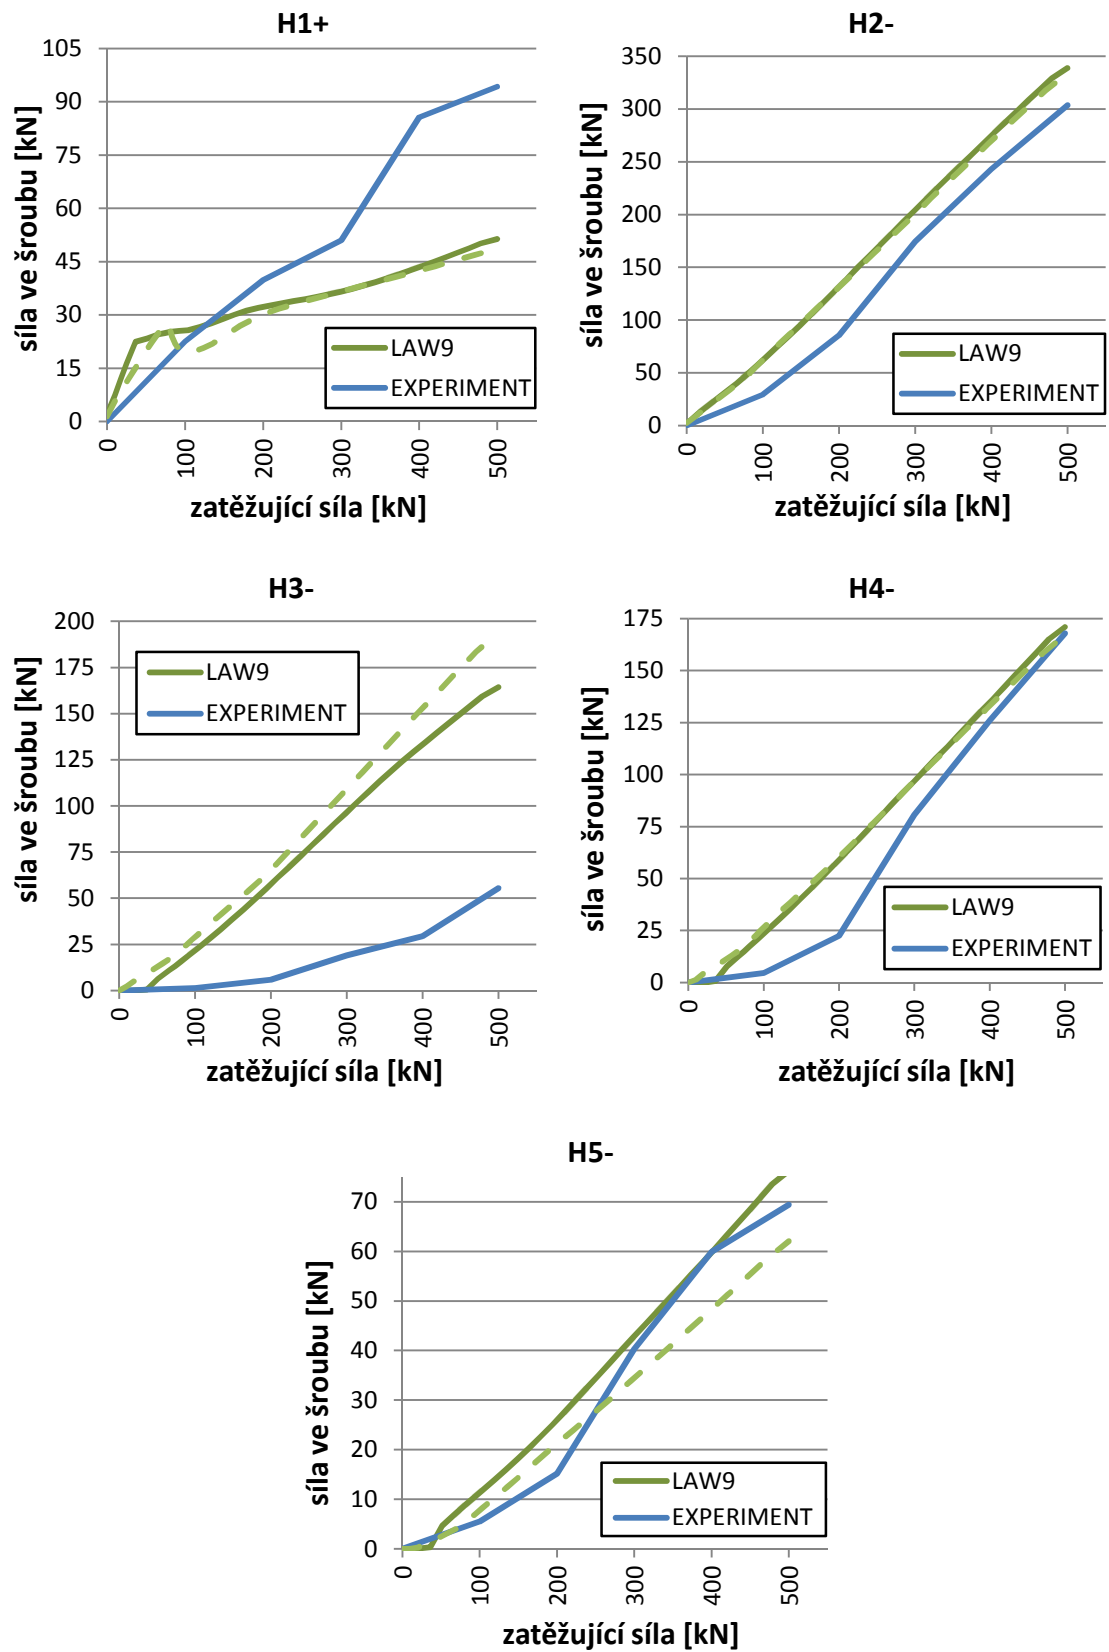 H1+
105
90
75
60
45
30
15
0
síla ve šroubu [kN]
LAW9
EXPERIMENT
0
100
200
300
400
500
zatěžující síla [kN]
H2-
350
300
250
200
150
100
50
0
síla ve šroubu [kN]
LAW9
EXPERIMENT
0
100
200
300
400
500
zatěžující síla [kN]
H3-
200
175
150
125
100
75
50
25
0
síla ve šroubu [kN]
LAW9
EXPERIMENT
0
100
200
300
400
500
zatěžující síla [kN]
H4-
175
150
125
100
75
50
25
0
síla ve šroubu [kN]
LAW9
EXPERIMENT
0
100
200
300
400
500
zatěžující síla [kN]
H5-
70
60
50
40
30
20
10
0
síla ve šroubu [kN]
LAW9
EXPERIMENT
0
100
200
300
400
500
zatěžující síla [kN]